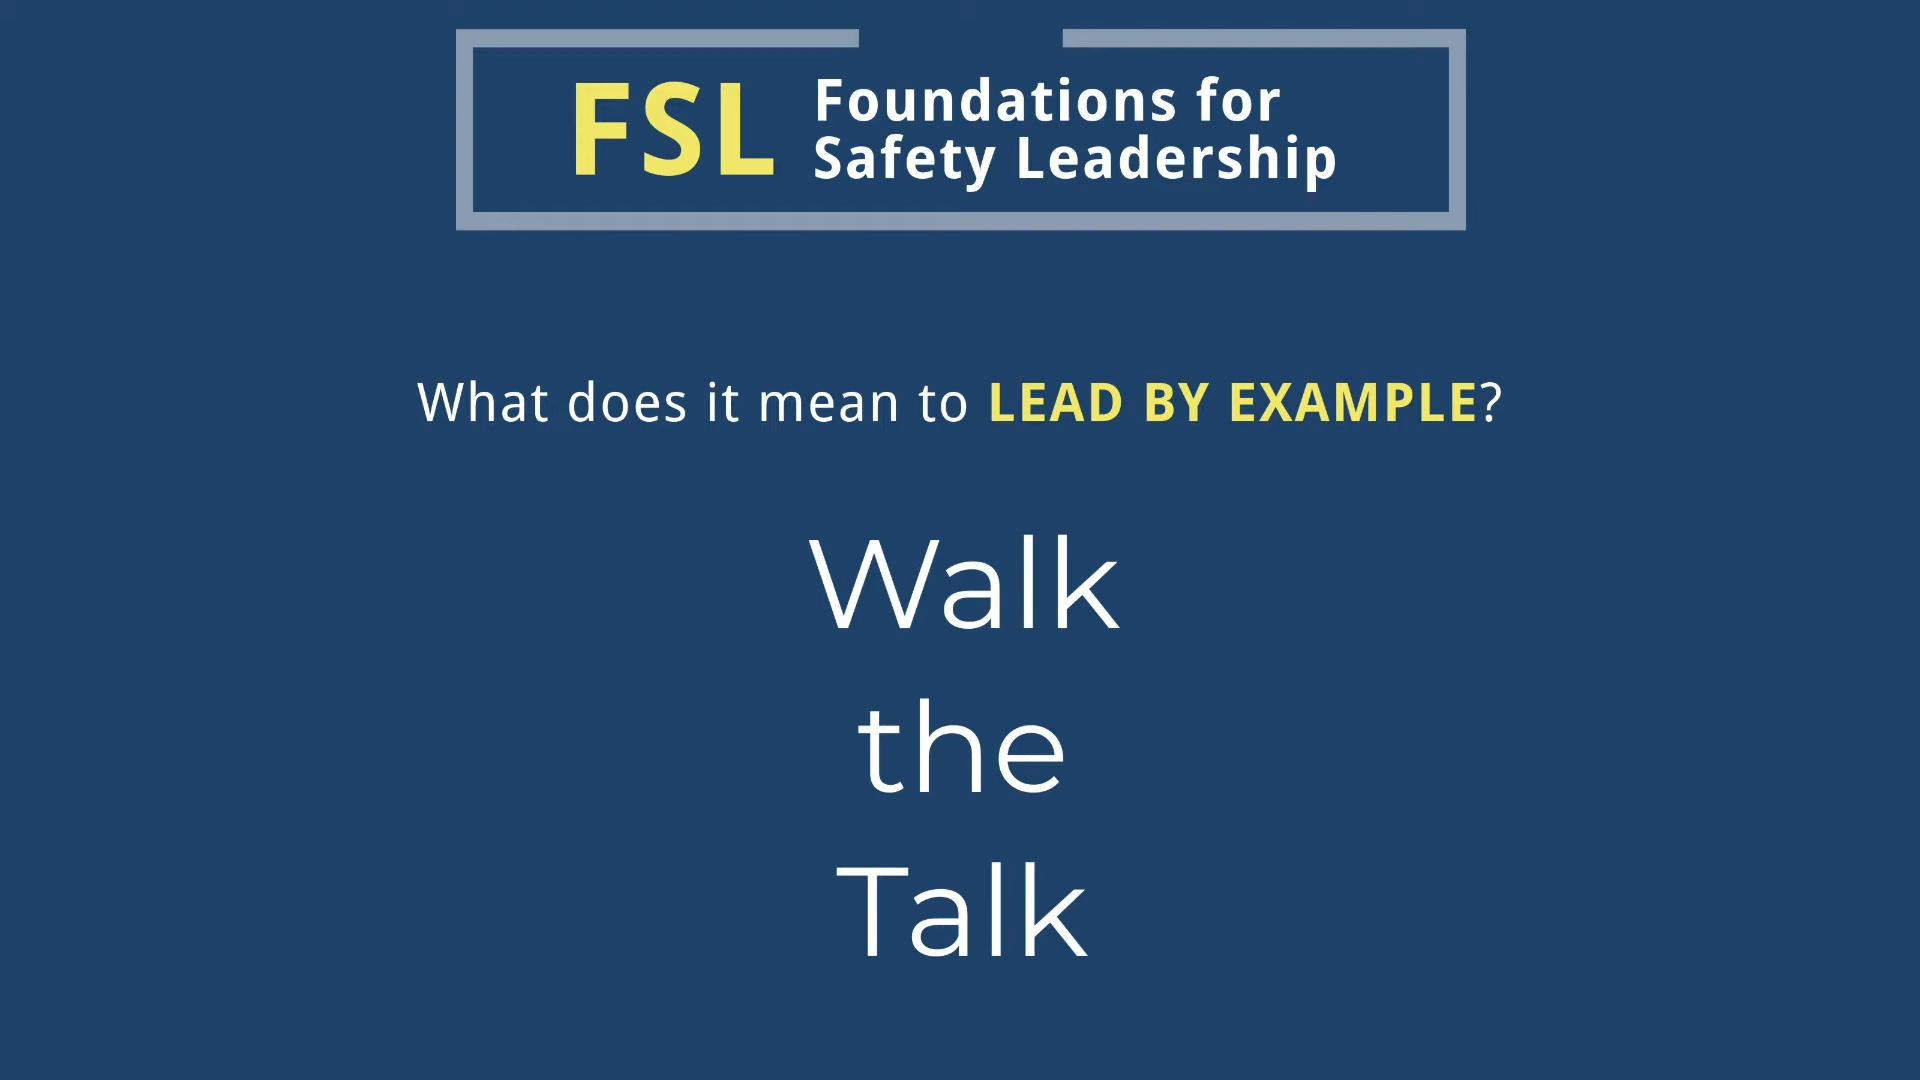 FSL
Foundations for
Safety Leadership
What does it mean to LEAD BY EXAMPLE?
Walk
the
Talk